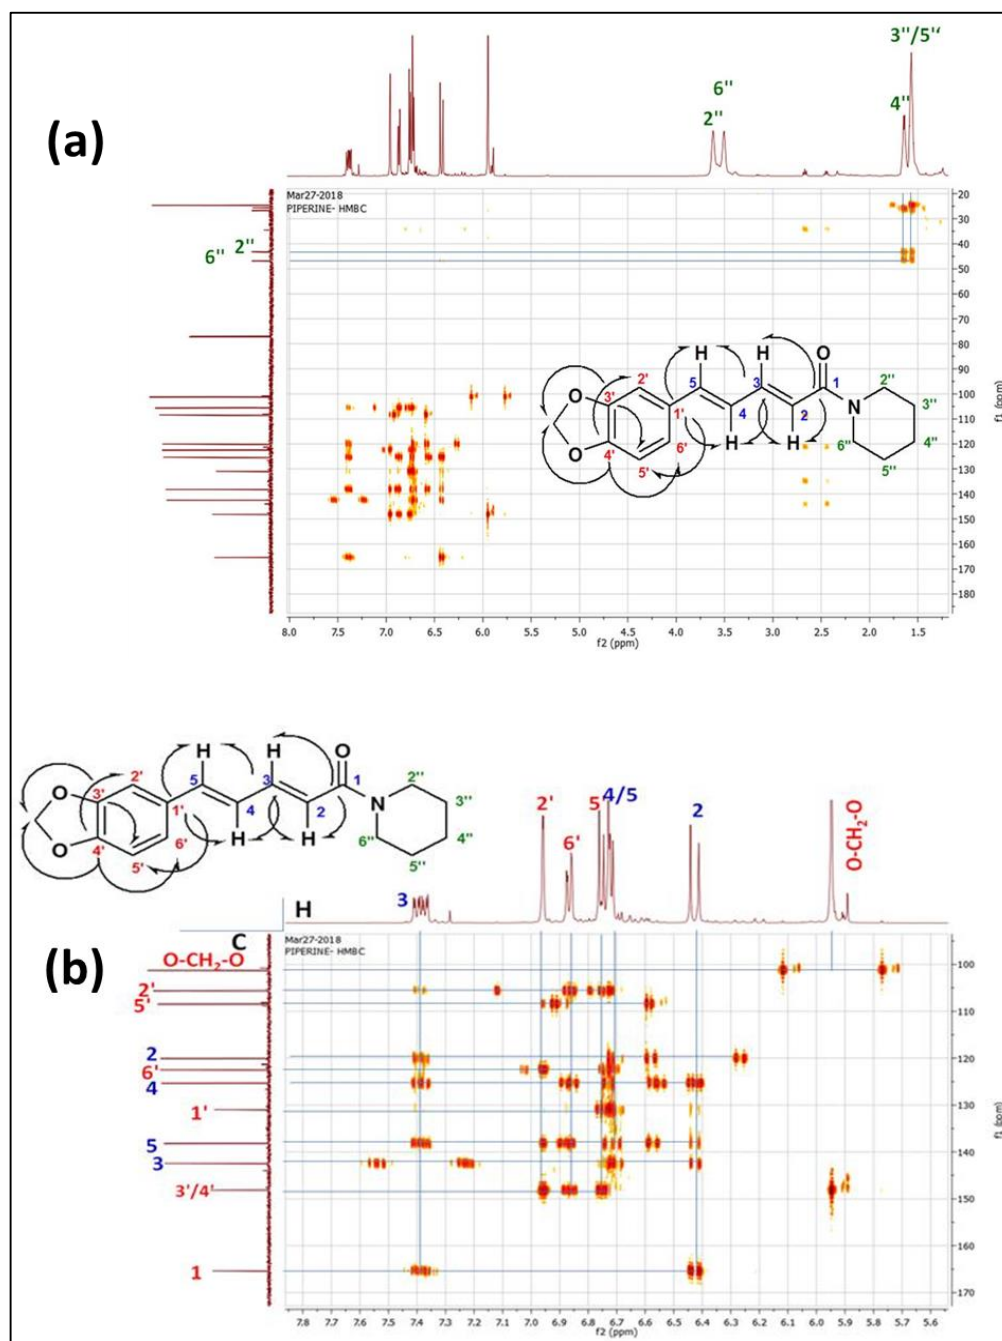 (a)
3''/5''
6''
2''
4''
Mar27-2018
PIPERINE- HMBC
6'' 2''
20
30
40
50
60
70
80
90
100
110
120
130
140
150
160
170
180
f1 (ppm)
H H O
5 3 1 2''
2' 4 2 N 3''
O 3' 1' H H 6'' 4''
O 4' 6' 5''
5'
8.0 7.5 7.0 6.5 6.0 5.5 5.0 4.5 4.0 3.5 3.0 2.5 2.0 1.5
f2 (ppm)
(b)
H H O
5 3 1 2''
2' 4 2 N 3''
O 3' 1' H H 6'' 4''
O 4' 6' 5''
5'
2' 5 4/5 2 O-CH2-O
6'
3
H
C
Mar27-2018
PIPERINE- HMBC
O-CH₂-O
2'
5'
2
6'
4
1'
5
3
3'/4'
1
100
110
120
130
140
150
160
170
f1 (ppm)
7.8 7.7 7.6 7.5 7.4 7.3 7.2 7.1 7.0 6.9 6.8 6.7 6.6 6.5 6.4 6.3 6.2 6.1 6.0 5.9 5.8 5.7 5.6
f2 (ppm)